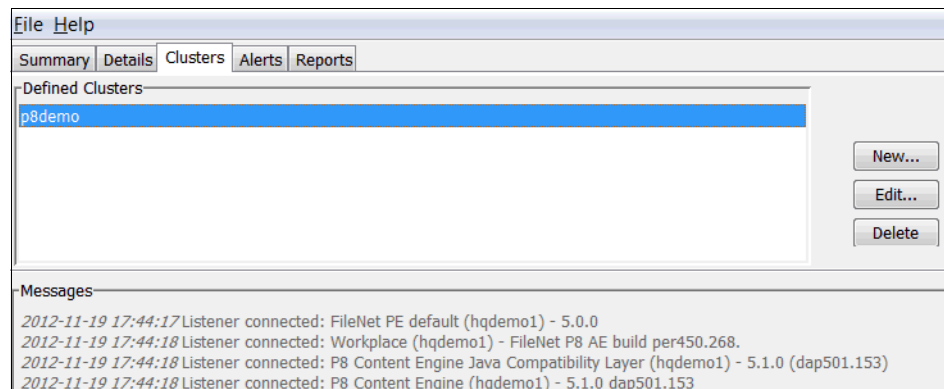 File Help
Summary Details Clusters Alerts Reports
Defined Clusters
p8demo
New...
Edit...
Delete
Messages
2012-11-19 17:44:17 Listener connected: FileNet PE default (hqdemo1) - 5.0.0
2012-11-19 17:44:18 Listener connected: Workplace (hqdemo1) - FileNet P8 AE build per450.268.
2012-11-19 17:44:18 Listener connected: P8 Content Engine Java Compatibility Layer (hqdemo1) - 5.1.0 (dap501.153)
2012-11-19 17:44:18 Listener connected: P8 Content Engine (hqdemo1) - 5.1.0 dap501.153